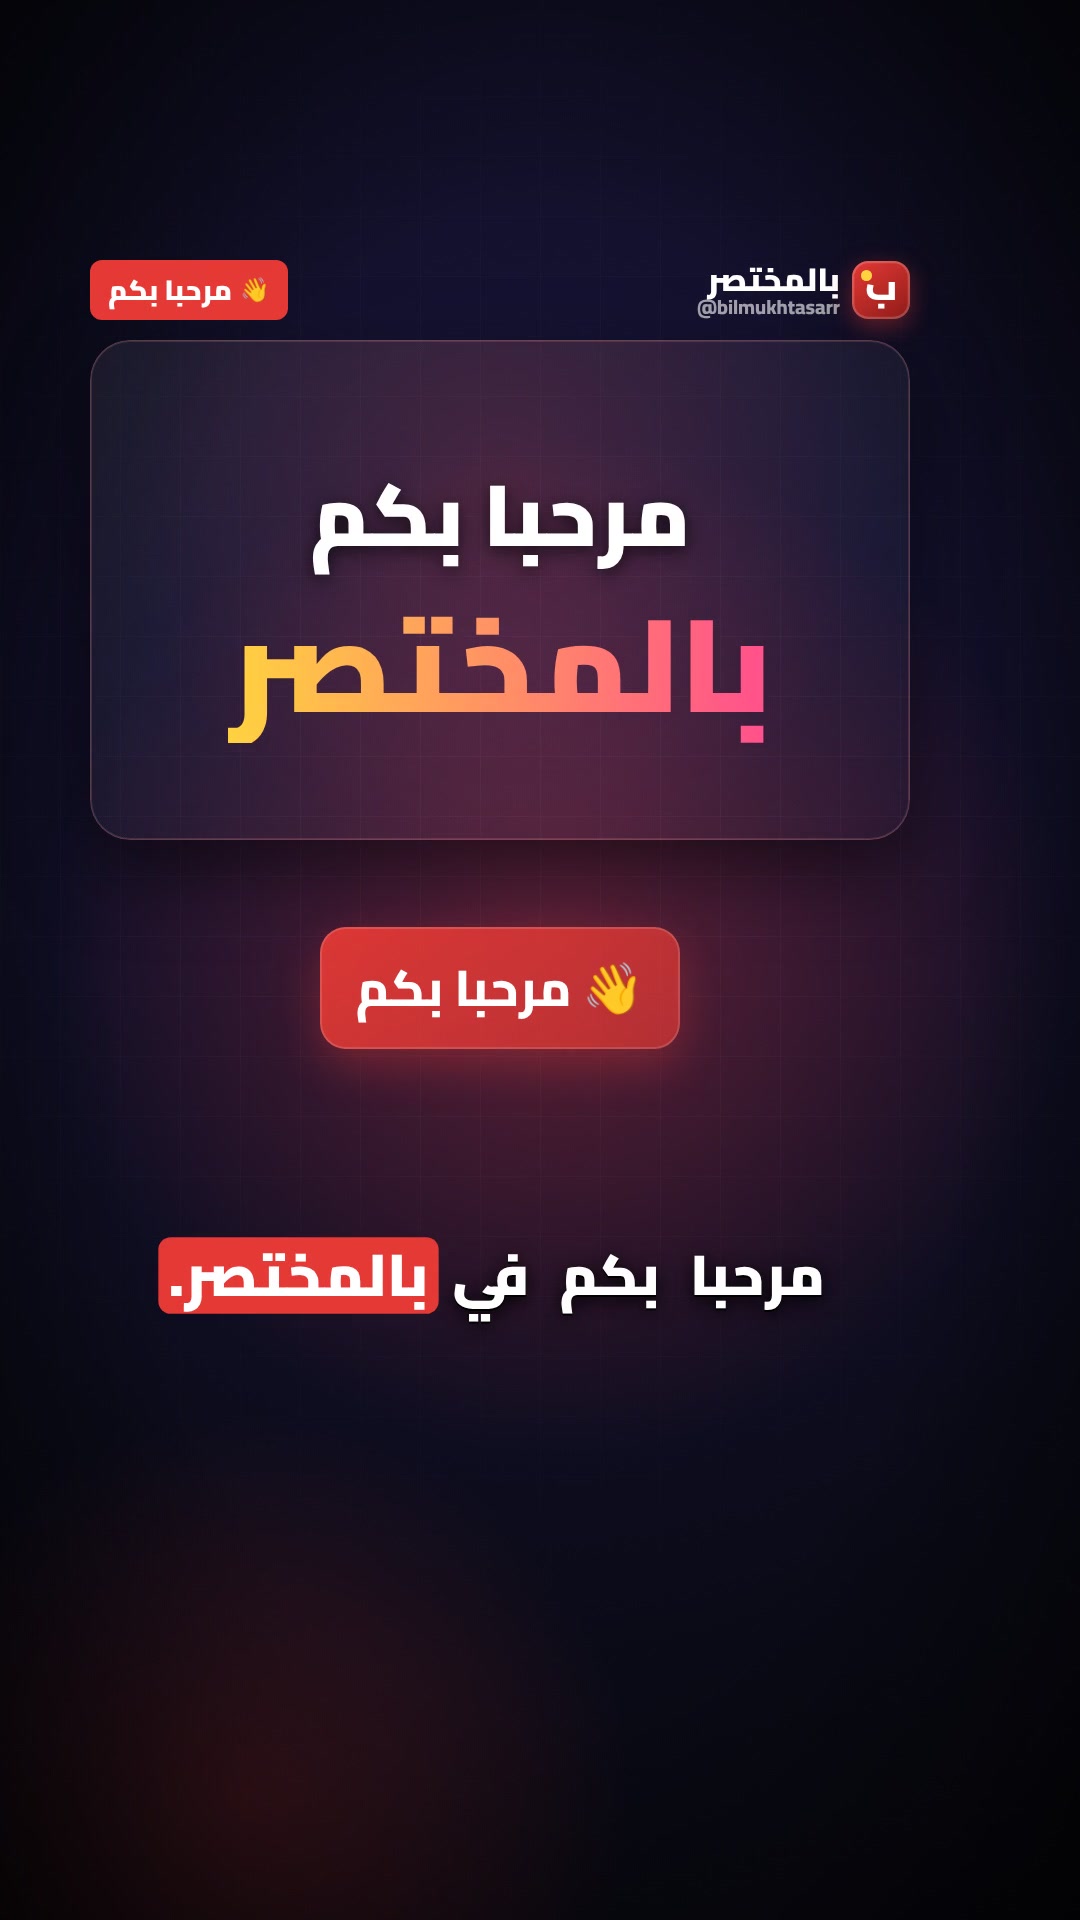 بالمختصر
@bilmukhtasarr
ب
👋 مرحبا بكم
مرحبا بكم
بالمختصر
👋 مرحبا بكم
مرحبا بكم في بالمختصر.